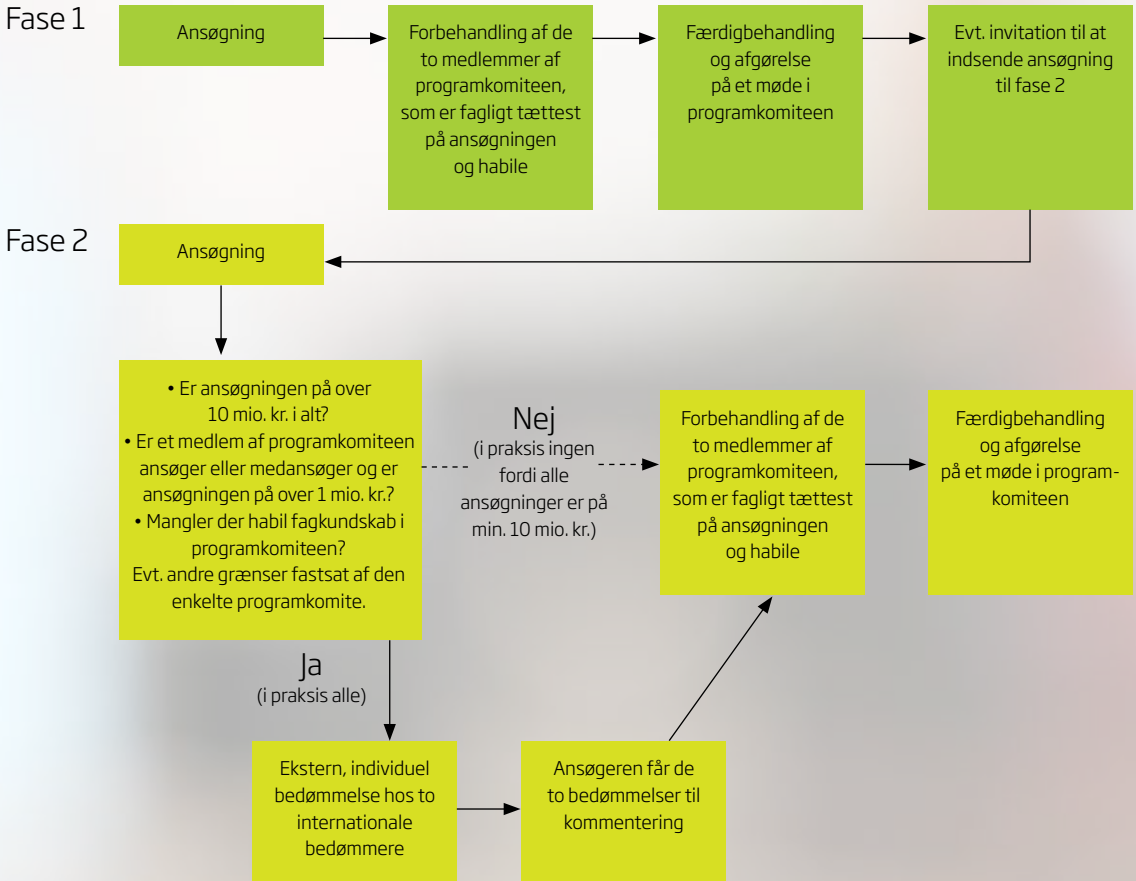 Fase 1
Ansøgning
Forbehandling af de
to medlemmer af
programkomiteen,
som er fagligt tættest
på ansøgningen
og habile
Færdigbehandling
og afgørelse
på et møde i
programkomiteen
Evt. invitation til at
indsende ansøgning
til fase 2
Fase 2
Ansøgning
• Er ansøgningen på over
10 mio. kr. i alt?
• Er et medlem af programkomiteen
ansøger eller medansøger og er
ansøgningen på over 1 mio. kr.?
• Mangler der habil fagkundskab i
programkomiteen?
Evt. andre grænser fastsat af den
enkelte programkomite.
Nej
(i praksis ingen
fordi alle
ansøgninger er på
min. 10 mio. kr.)
Forbehandling af de
to medlemmer af
programkomiteen,
som er fagligt tættest
på ansøgningen
og habile
Færdigbehandling
og afgørelse
på et møde i program-
komiteen
Ja
(i praksis alle)
Ekstern, individuel
bedømmelse hos to
internationale
bedømmere
Ansøgeren får de
to bedømmelser til
kommentering